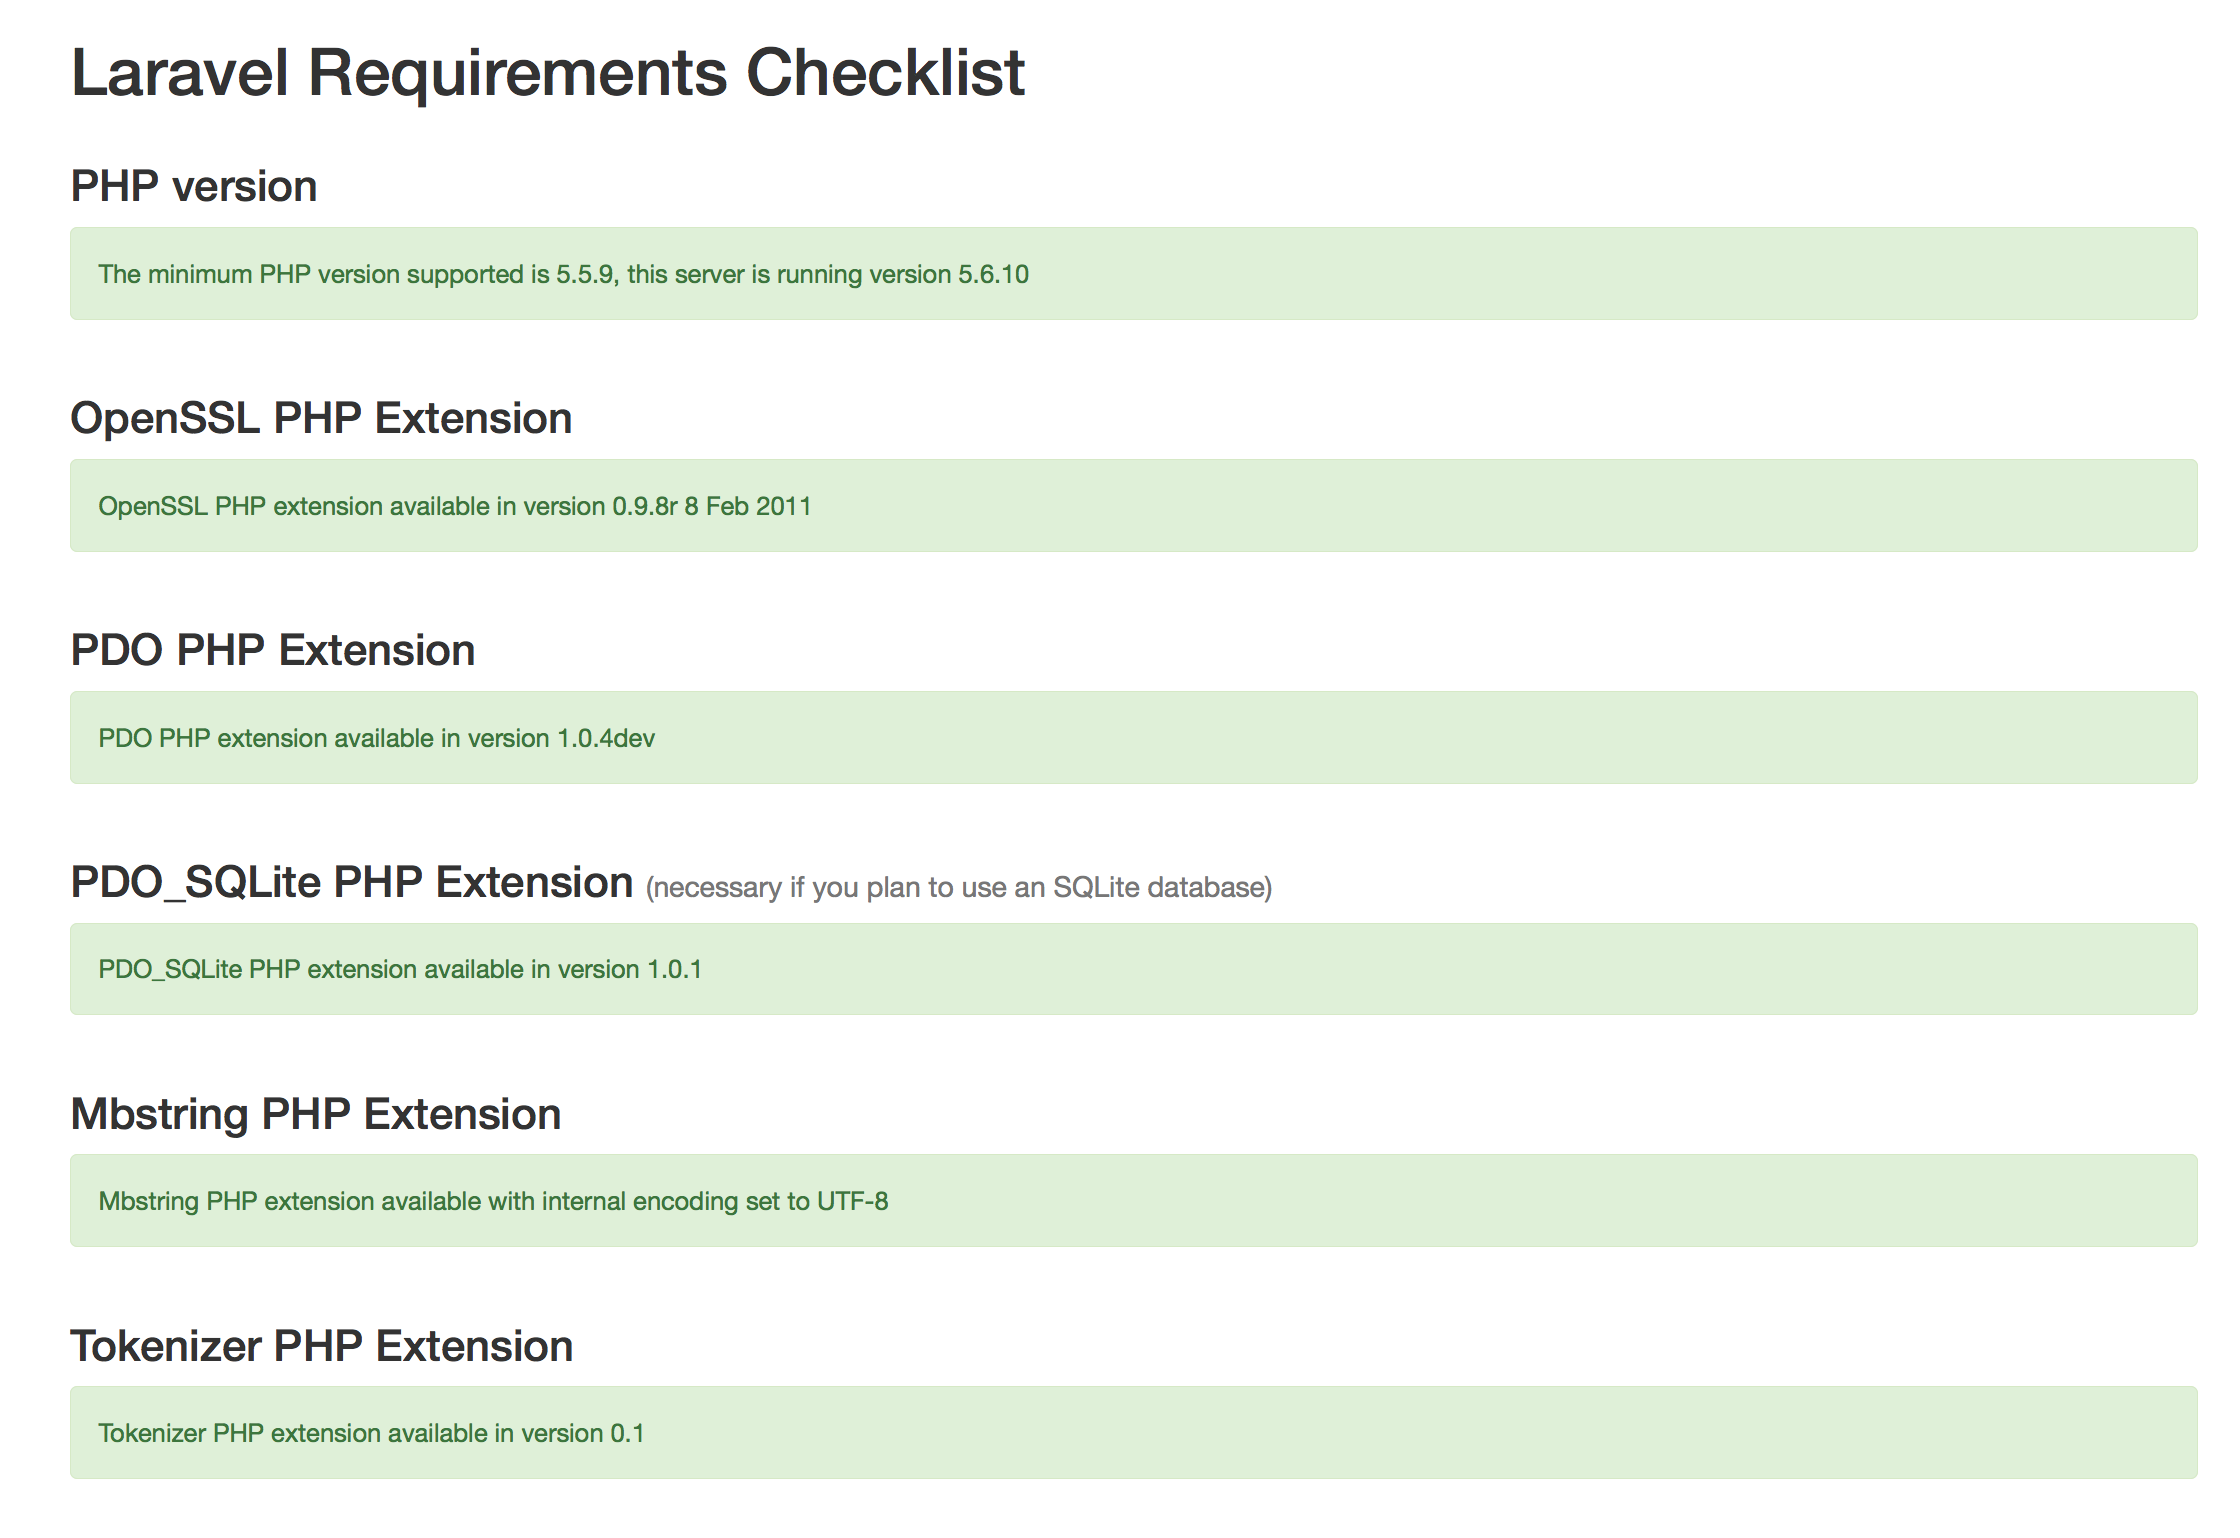 Laravel Requirements Checklist
PHP version
The minimum PHP version supported is 5.5.9, this server is running version 5.6.10
OpenSSL PHP Extension
OpenSSL PHP extension available in version 0.9.8r 8 Feb 2011
PDO PHP Extension
PDO PHP extension available in version 1.0.4dev
PDO_SQLite PHP Extension (necessary if you plan to use an SQLite database)
PDO_SQLite PHP extension available in version 1.0.1
Mbstring PHP Extension
Mbstring PHP extension available with internal encoding set to UTF-8
Tokenizer PHP Extension
Tokenizer PHP extension available in version 0.1